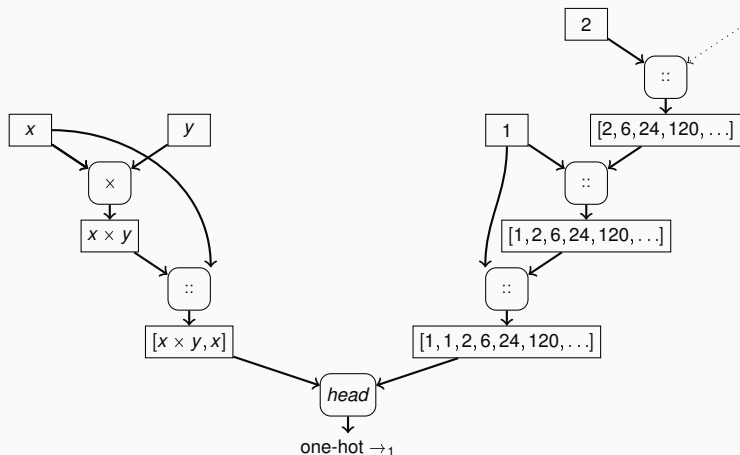 2
::
[2,6,24,120,...]
x
y
1
×
::
x × y
[1,2,6,24,120,...]
::
::
[x × y, x]
[1,1,2,6,24,120,...]
head
one-hot →₁